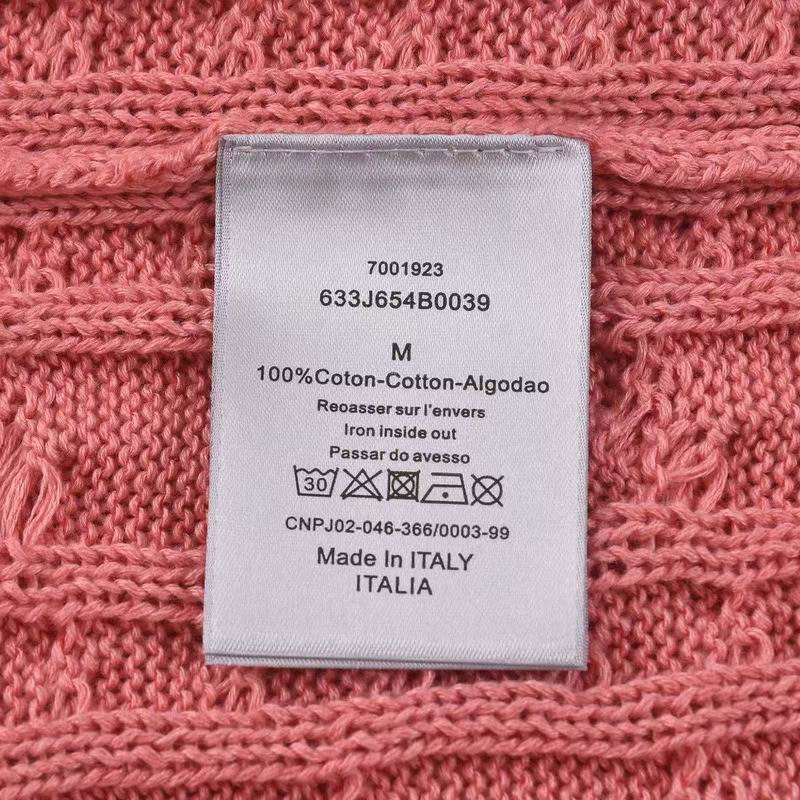 7001923
633J654B0039
M
100%Coton-Cotton-Algodao
Reoasser sur l'envers
Iron inside out
Passar do avesso
30
CNPJ02-046-366/0003-99
Made In ITALY
ITALIA